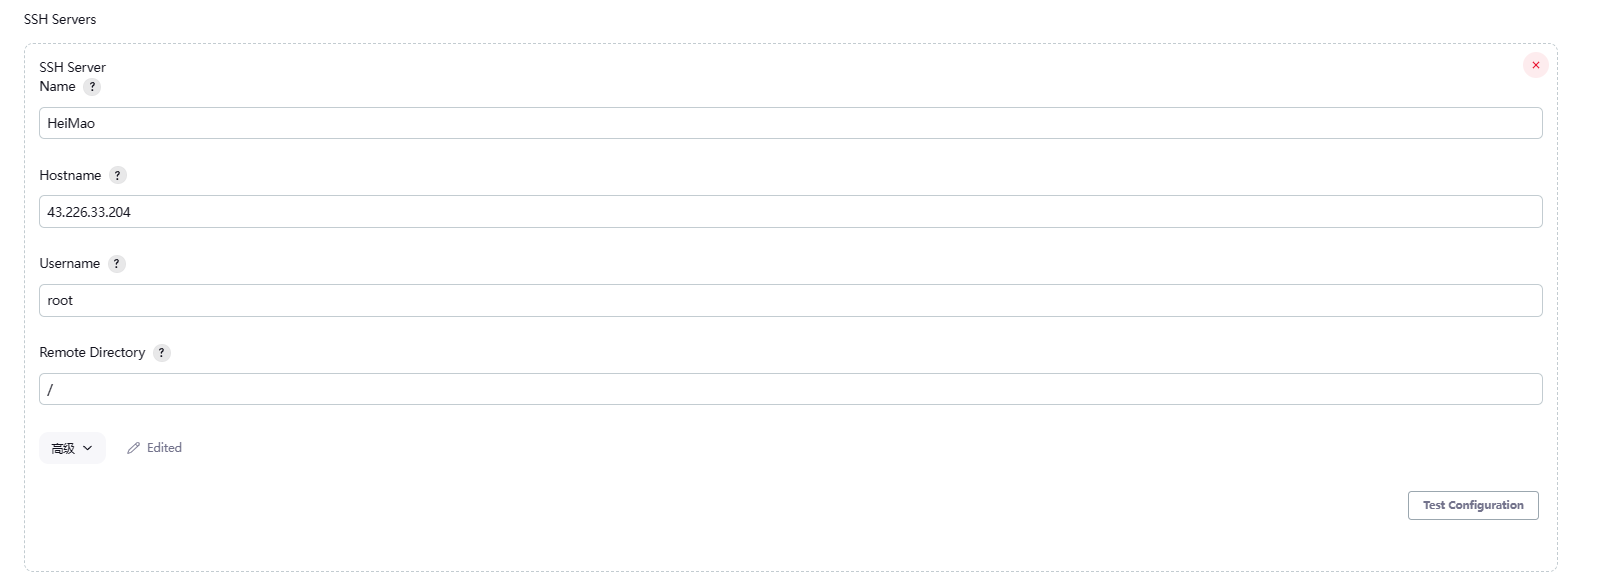 SSH Servers
SSH Server
Name ?
HeiMao
Hostname ?
43.226.33.204
Username ?
root
Remote Directory ?
/
高级 Edited
Test Configuration